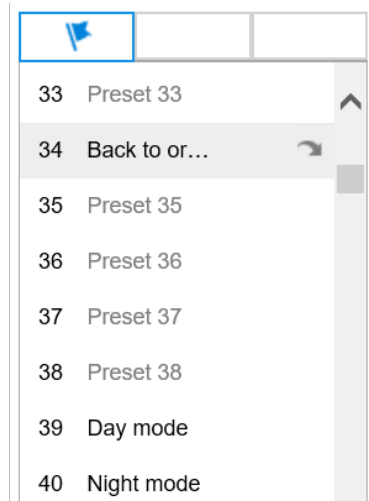 33 Preset 33
34 Back to or…
35 Preset 35
36 Preset 36
37 Preset 37
38 Preset 38
39 Day mode
40 Night mode